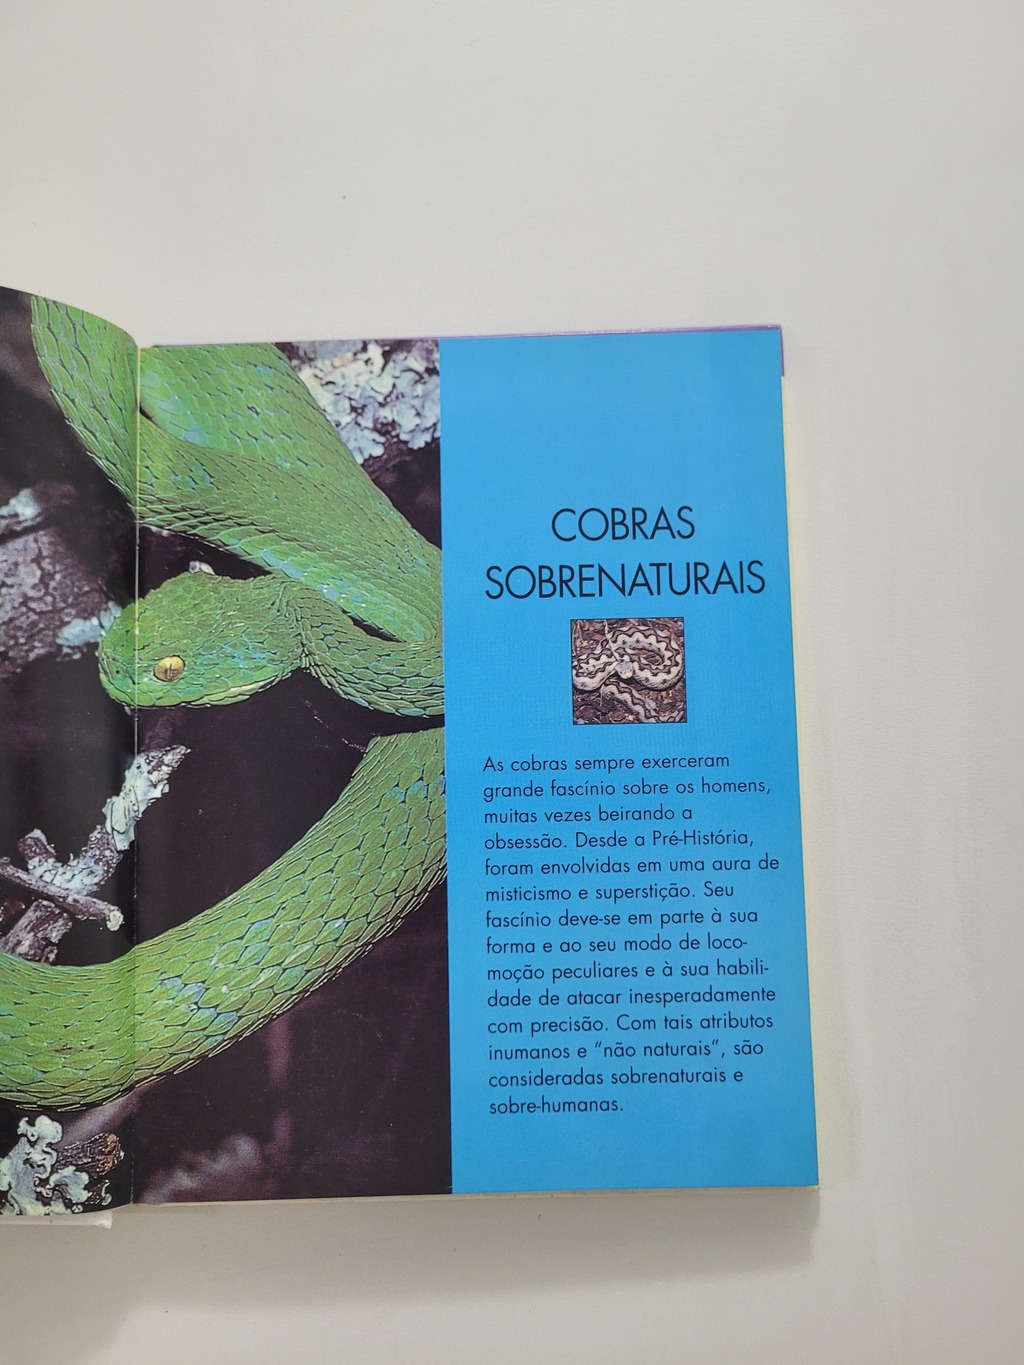 COBRAS
SOBRENATURAIS
As cobras sempre exerceram
grande fascínio sobre os homens,
muitas vezes beirando a
obsessão. Desde a Pré-História,
foram envolvidas em uma aura de
misticismo e superstição. Seu
fascínio deve-se em parte à sua
forma e ao seu modo de loco-
moção peculiares e à sua habili-
dade de atacar inesperadamente
com precisão. Com tais atributos
inumanos e “não naturais”, são
consideradas sobrenaturais e
sobre-humanas.